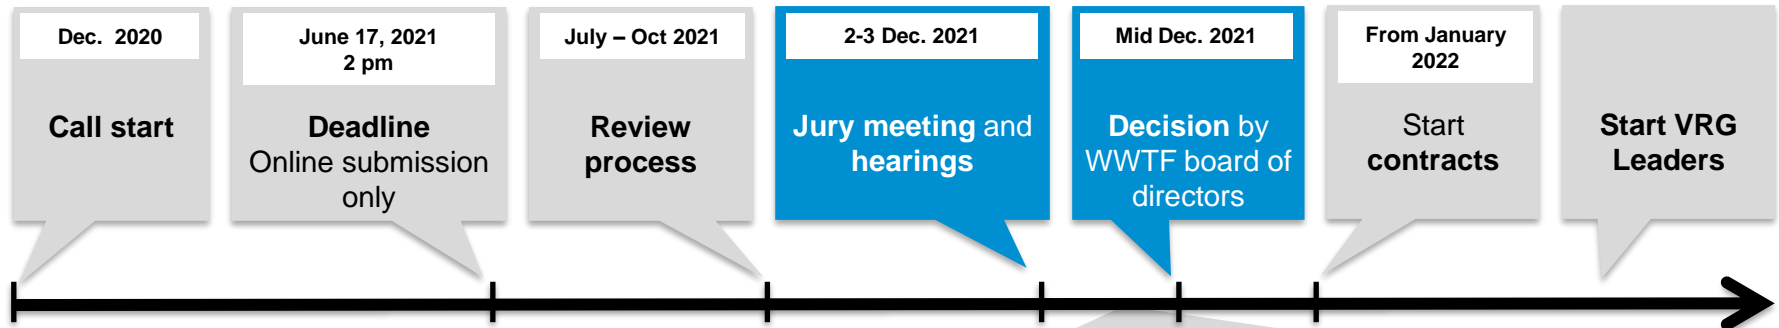 Dec. 2020
Call start
June 17, 2021
2 pm
Deadline
Online submission
only
July – Oct 2021
Review
process
2-3 Dec. 2021
Jury meeting and
hearings
Mid Dec. 2021
Decision by
WWTF board of
directors
From January
2022
Start
contracts
Start VRG
Leaders